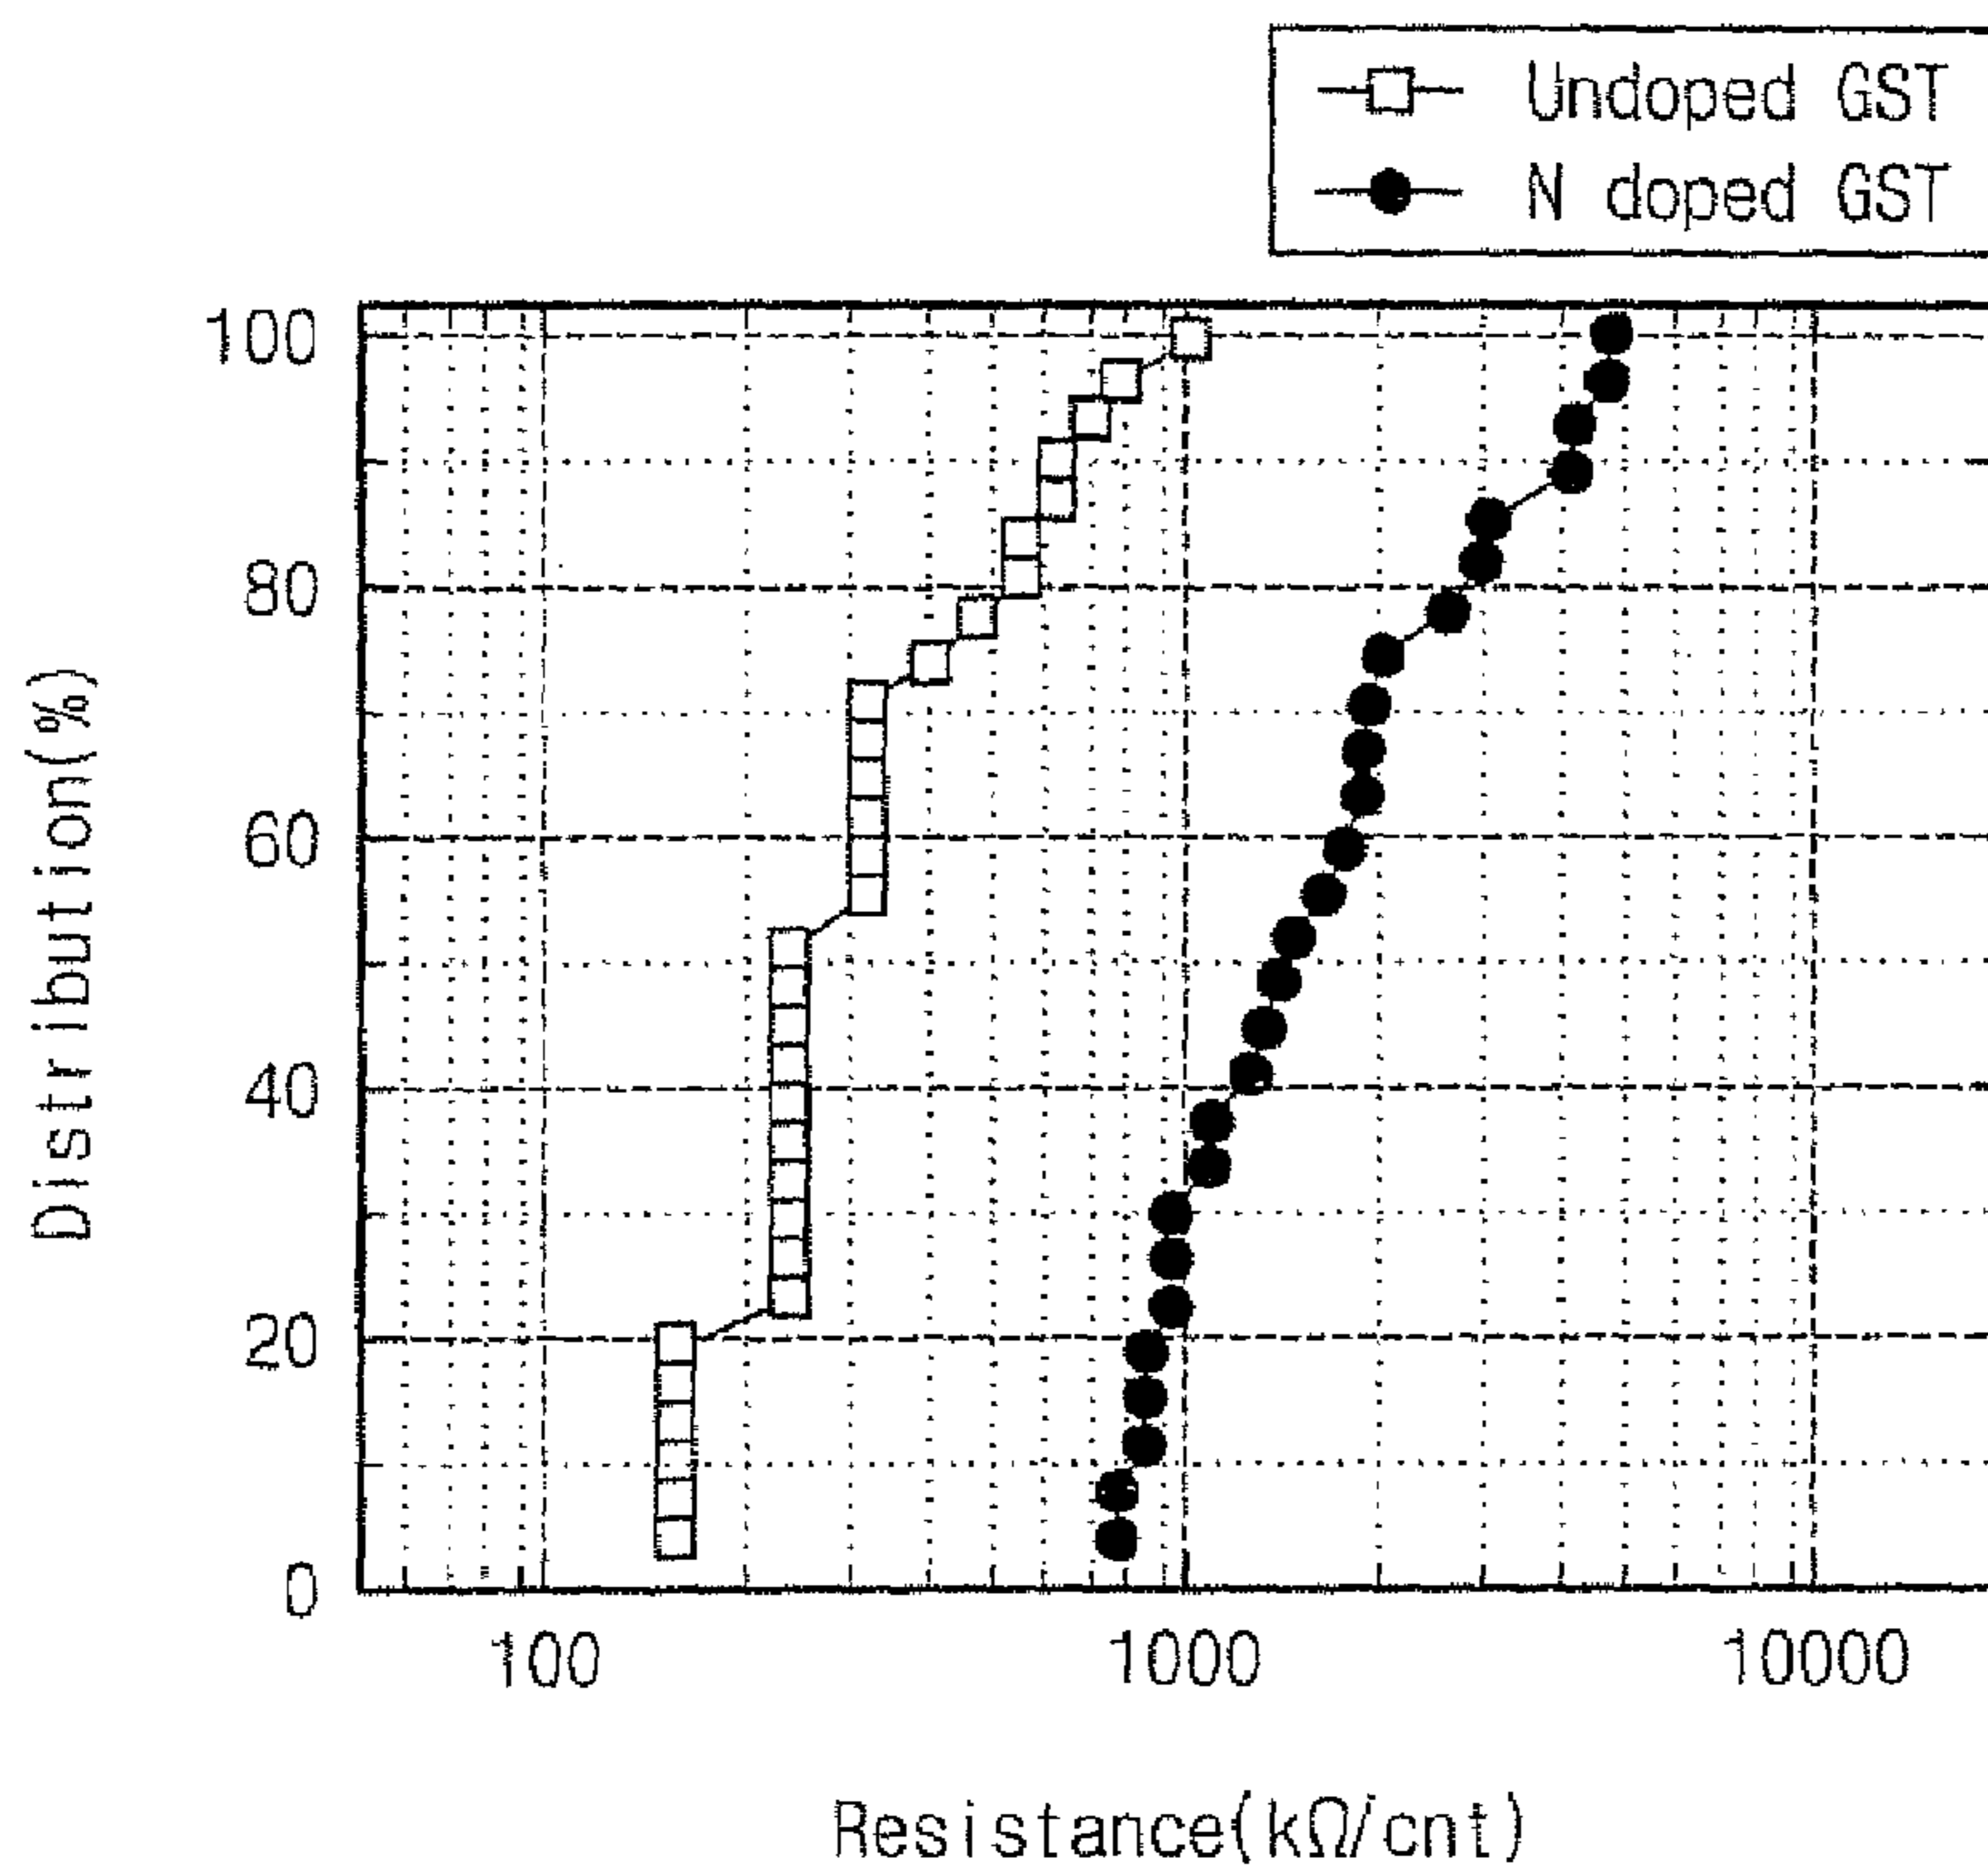 Undoped GST
N doped GST
100
80
60
40
20
0
Distribution(%)
100
1000
10000
Resistance(kΩ/cnt)